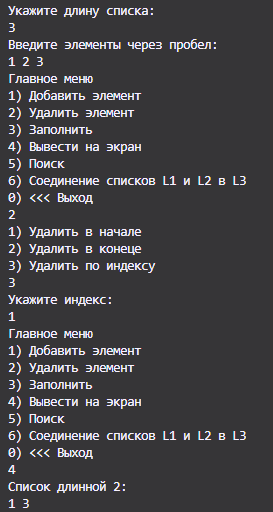 Укажите длину списка:
3
Введите элементы через пробел:
1 2 3
Главное меню
1) Добавить элемент
2) Удалить элемент
3) Заполнить
4) Вывести на экран
5) Поиск
6) Соединение списков L1 и L2 в L3
0) <<< Выход
2
1) Удалить в начале
2) Удалить в конеце
3) Удалить по индексу
3
Укажите индекс:
1
Главное меню
1) Добавить элемент
2) Удалить элемент
3) Заполнить
4) Вывести на экран
5) Поиск
6) Соединение списков L1 и L2 в L3
0) <<< Выход
4
Список длинной 2:
1 3